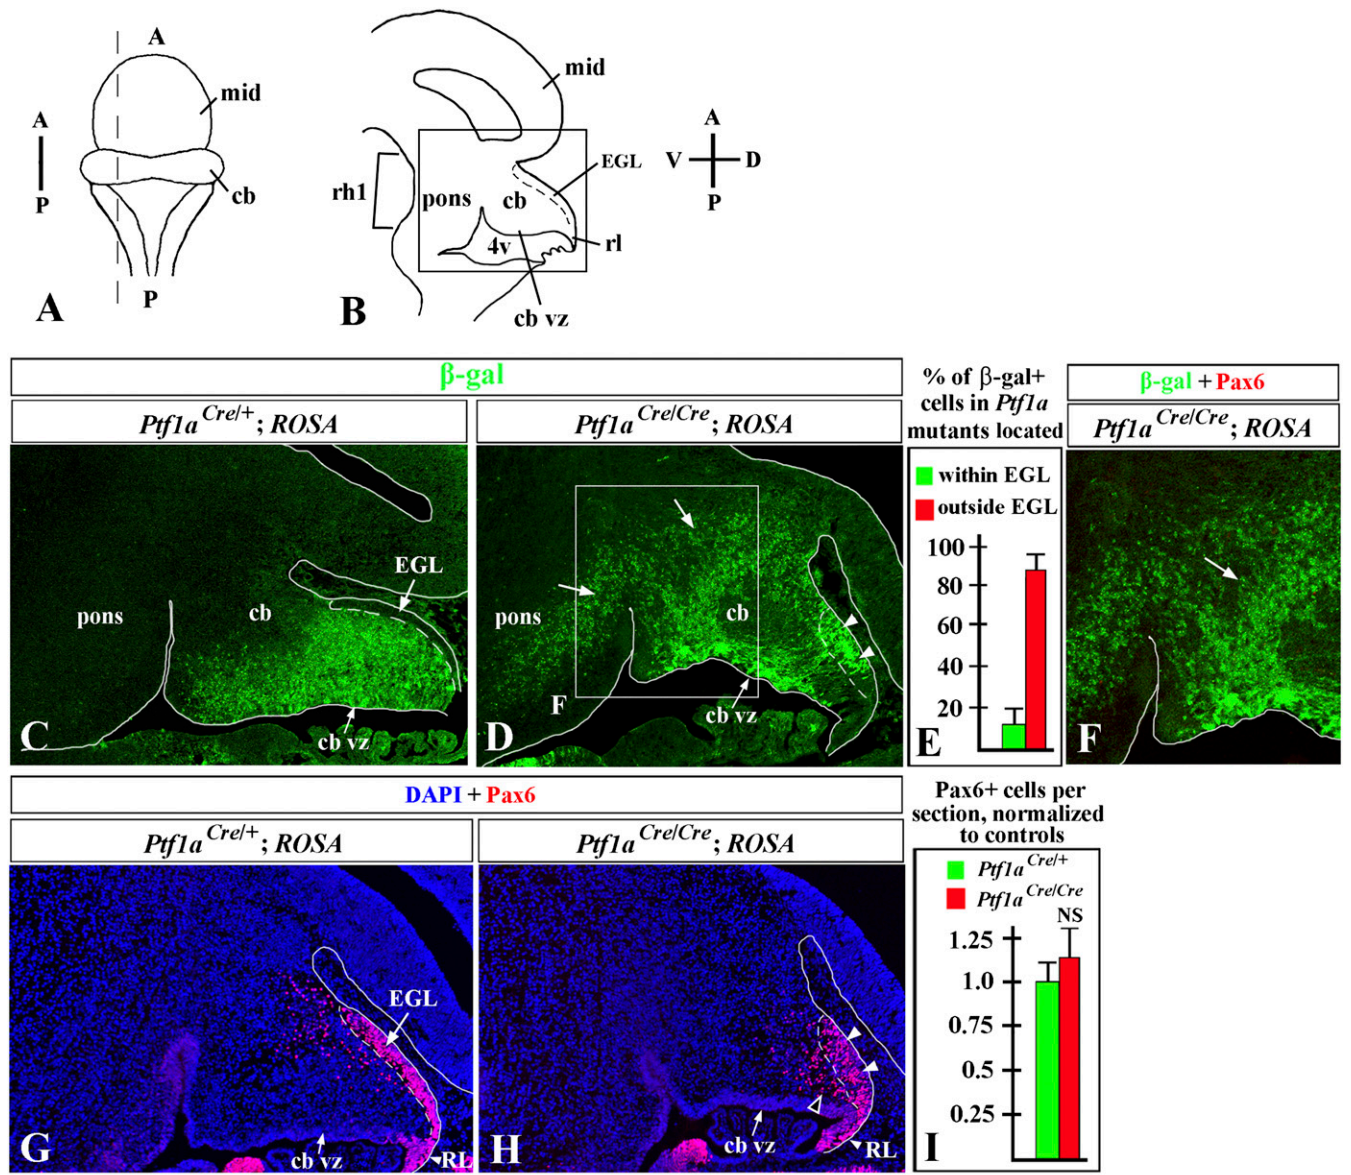 A
mid
A
P
cb
P
A
mid
EGL
rh1
pons
cb
4v
rl
cb vz
B
A
V
D
P
β-gal
Ptf1a Cre/+ ; ROSA
Ptf1a Cre/Cre ; ROSA
EGL
pons
cb
cb vz
C
pons
cb
F
cb vz
D
% of β-gal+
cells in Ptf1a
mutants located
within EGL
outside EGL
100
80
60
40
20
E
β-gal + Pax6
Ptf1a Cre/Cre ; ROSA
F
DAPI + Pax6
Ptf1a Cre/+ ; ROSA
Ptf1a Cre/Cre ; ROSA
EGL
cb vz
RL
G
cb vz
RL
H
Pax6+ cells per
section, normalized
to controls
Ptf1a Cre/+
Ptf1a Cre/Cre
NS
1.25
1.0
0.75
0.5
0.25
I